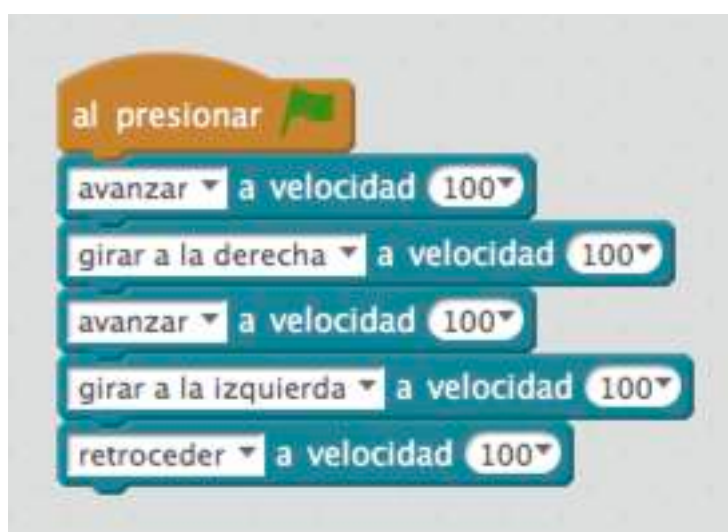 al presionar
avanzar a velocidad 100
girar a la derecha a velocidad 100
avanzar a velocidad 100
girar a la izquierda a velocidad 100
retroceder a velocidad 100